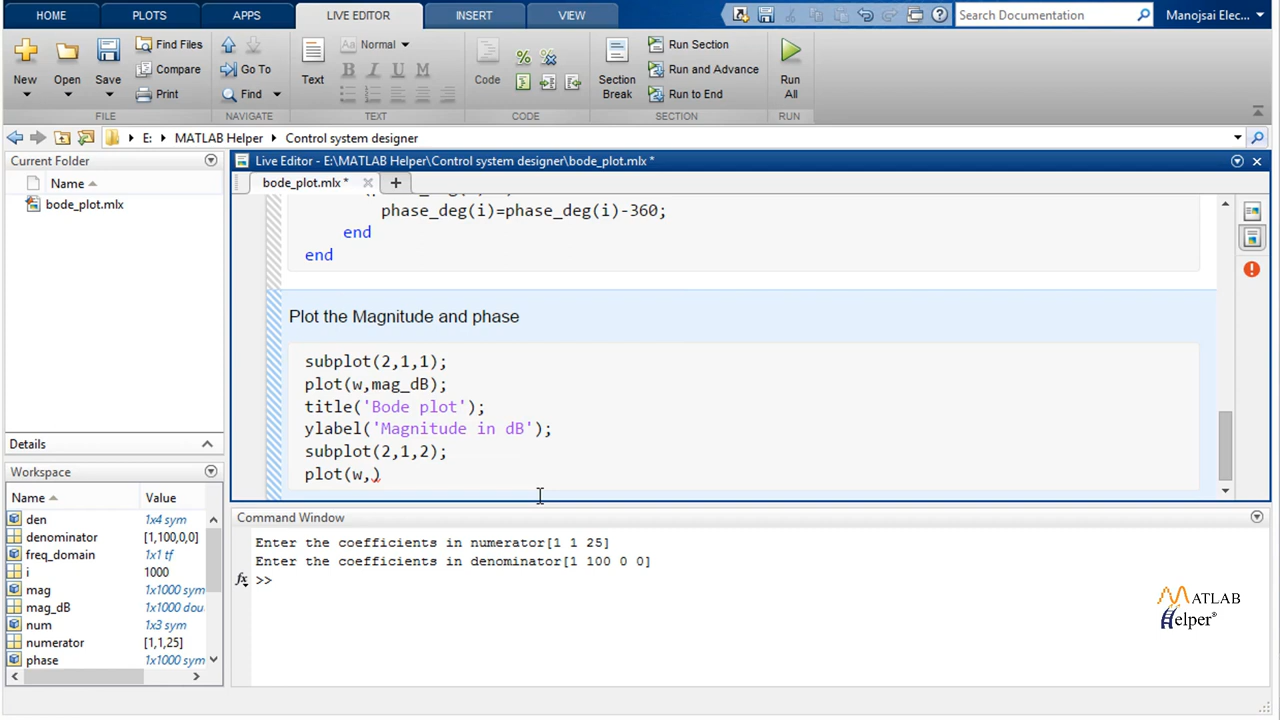 HOME PLOTS APPS LIVE EDITOR INSERT VIEW Search Documentation Manojsai Elec...
New Open Save Find Files Compare Print Go To Find Text Aa Normal B I U M Code Section Break Run Section Run and Advance Run to End Run All
FILE NAVIGATE TEXT CODE SECTION RUN
E: MATLAB Helper Control system designer
Current Folder
Name
bode_plot.mlx
Details
Workspace
Name Value
den 1x4 sym
denominator [1,100,0,0]
freq_domain 1x1 tf
i 1000
mag 1x1000 sym
mag_dB 1x1000 dou
num 1x3 sym
numerator [1,1,25]
phase 1x1000 sym
Live Editor - E:\MATLAB Helper\Control system designer\bode_plot.mlx *
bode_plot.mlx *
phase_deg(i)=phase_deg(i)-360;
end
end
Plot the Magnitude and phase
subplot(2,1,1);
plot(w,mag_dB);
title('Bode plot');
ylabel('Magnitude in dB');
subplot(2,1,2);
plot(w,)
Command Window
Enter the coefficients in numerator[1 1 25]
Enter the coefficients in denominator[1 100 0 0]
fx >>
MATLAB
Helper®